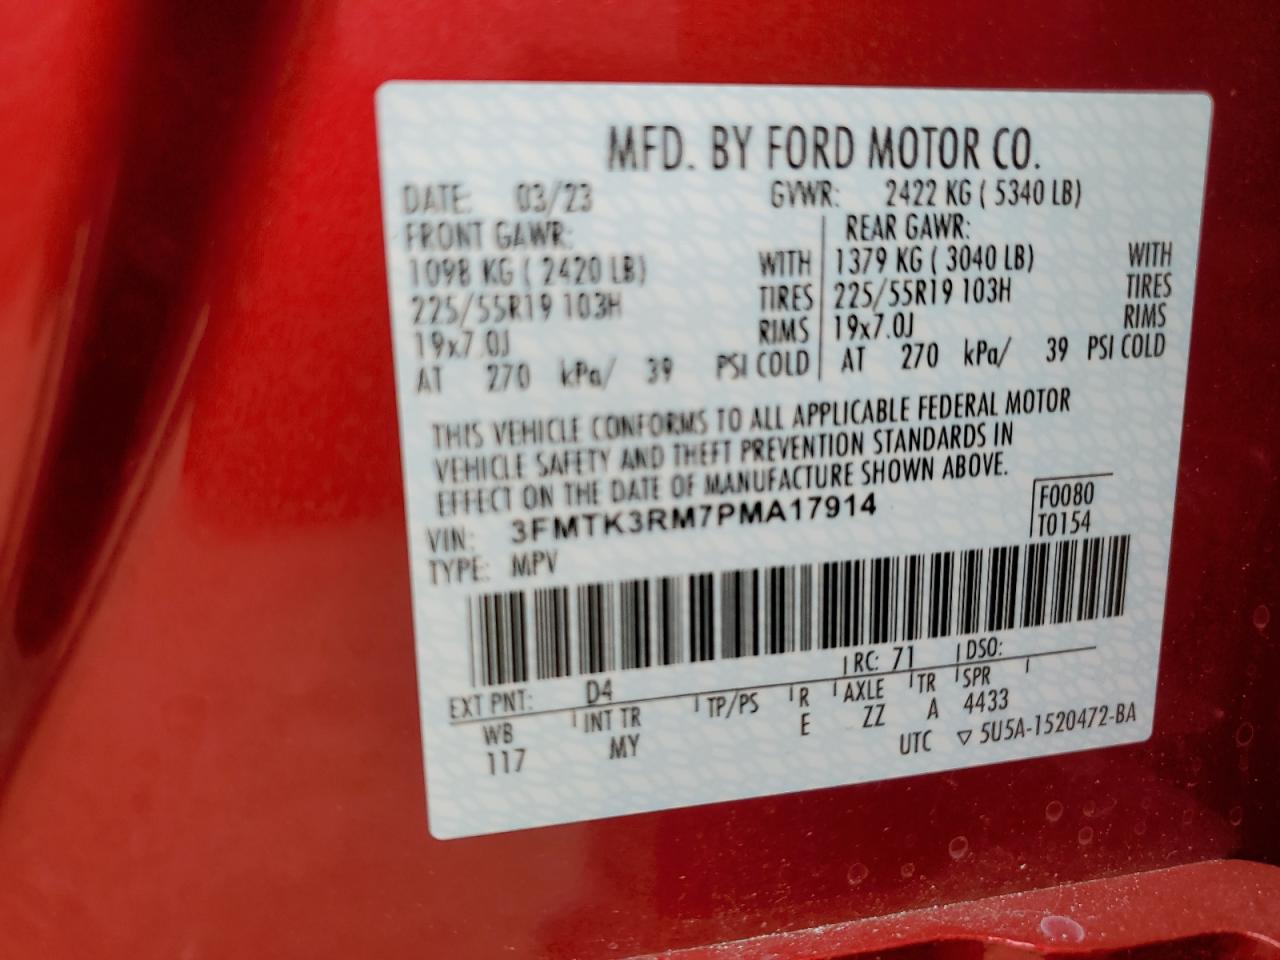 MFD. BY FORD MOTOR CO.
DATE: 03/23 GVWR: 2422 KG ( 5340 LB)
FRONT GAWR: REAR GAWR:
1098 KG ( 2420 LB) WITH 1379 KG ( 3040 LB) WITH
225/55R19 103H TIRES 225/55R19 103H TIRES
19x7.0J RIMS 19x7.0J RIMS
AT 270 kPa/ 39 PSI COLD AT 270 kPa/ 39 PSI COLD
THIS VEHICLE CONFORMS TO ALL APPLICABLE FEDERAL MOTOR
VEHICLE SAFETY AND THEFT PREVENTION STANDARDS IN
EFFECT ON THE DATE OF MANUFACTURE SHOWN ABOVE.
VIN: 3FMTK3RM7PMA17914 F0080
TYPE: MPV T0154
EXT PNT: D4 RC: 71 DSO:
WB INT TR TP/PS R AXLE TR SPR
117 MY E ZZ A 4433
UTC ▽ 5U5A-1520472-BA